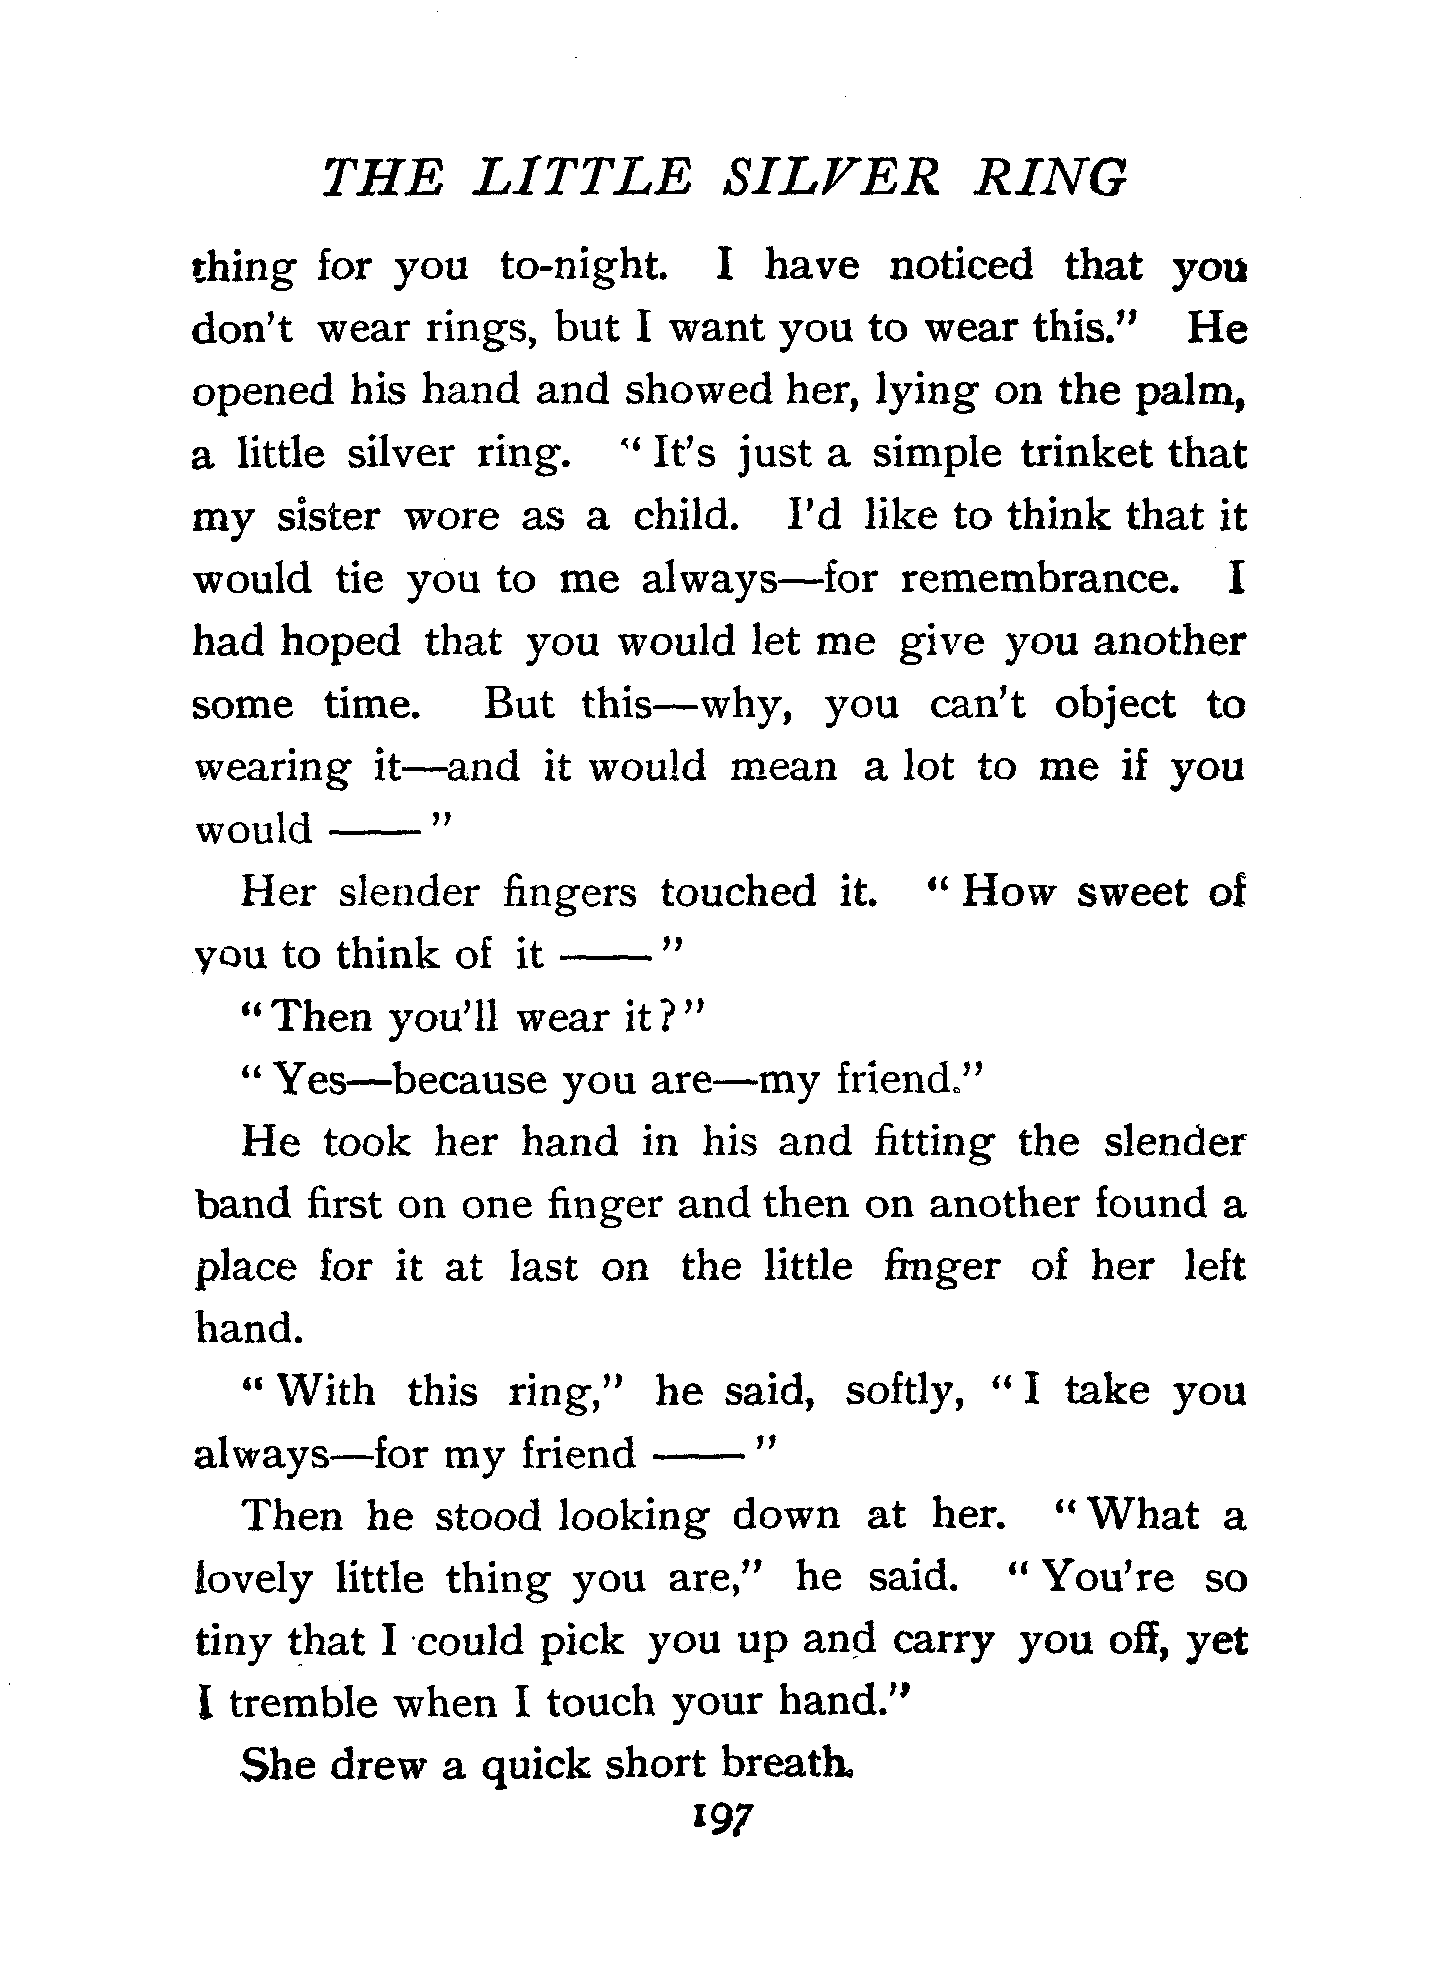 THE LITTLE SILVER RING
thing for you to-night. I have noticed that you
don't wear rings, but I want you to wear this." He
opened his hand and showed her, lying on the palm,
a little silver ring. "It's just a simple trinket that
my sister wore as a child. I'd like to think that it
would tie you to me always—for remembrance. I
had hoped that you would let me give you another
some time. But this—why, you can't object to
wearing it—and it would mean a lot to me if you
would ——"
Her slender fingers touched it. "How sweet of
you to think of it ——"
"Then you'll wear it?"
"Yes—because you are—my friend."
He took her hand in his and fitting the slender
band first on one finger and then on another found a
place for it at last on the little finger of her left
hand.
"With this ring," he said, softly, "I take you
always—for my friend ——"
Then he stood looking down at her. "What a
lovely little thing you are," he said. "You're so
tiny that I could pick you up and carry you off, yet
I tremble when I touch your hand."
She drew a quick short breath.
197